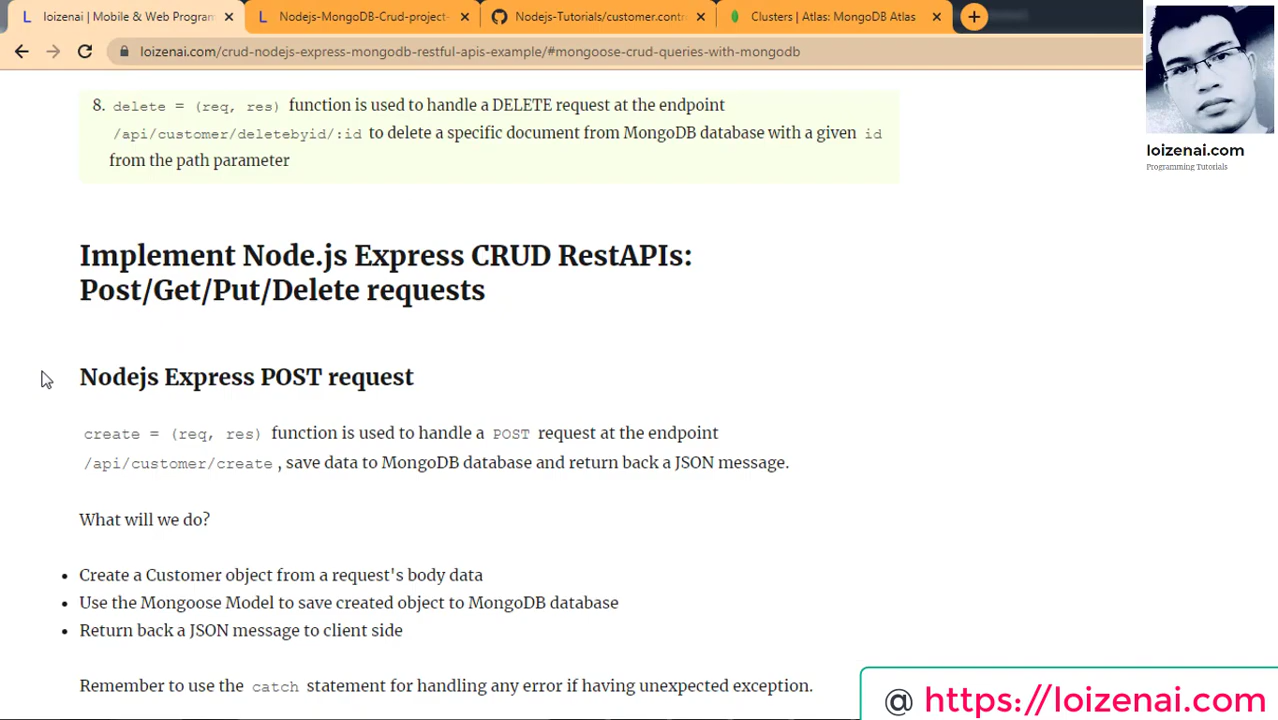 loizenai | Mobile & Web Program
Nodejs-MongoDB-Crud-project-
Nodejs-Tutorials/customer.contr
Clusters | Atlas: MongoDB Atlas
loizenai.com/crud-nodejs-express-mongodb-restful-apis-example/#mongoose-crud-queries-with-mongodb
8. delete = (req, res) function is used to handle a DELETE request at the endpoint
/api/customer/deletebyid/:id to delete a specific document from MongoDB database with a given id
from the path parameter
loizenai.com
Programming Tutorials
Implement Node.js Express CRUD RestAPIs:
Post/Get/Put/Delete requests
Nodejs Express POST request
create = (req, res) function is used to handle a POST request at the endpoint
/api/customer/create , save data to MongoDB database and return back a JSON message.
What will we do?
• Create a Customer object from a request's body data
• Use the Mongoose Model to save created object to MongoDB database
• Return back a JSON message to client side
Remember to use the catch statement for handling any error if having unexpected exception.
@ https://loizenai.com